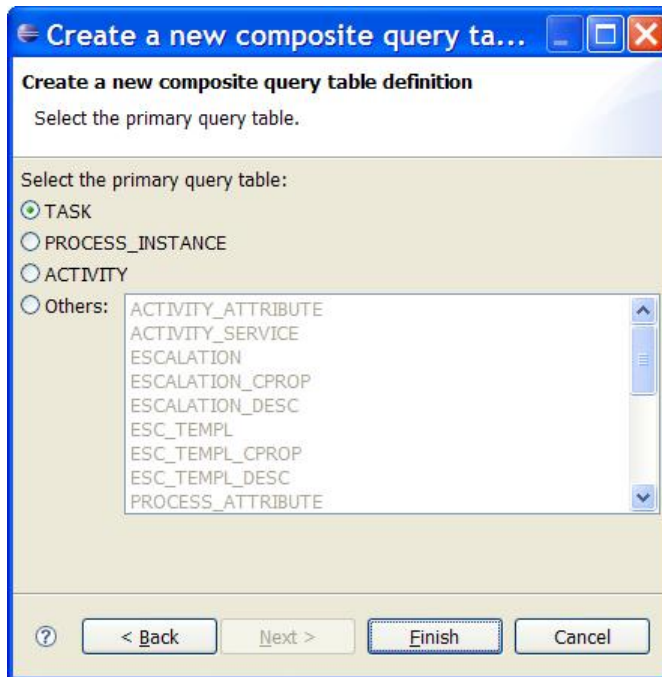 Create a new composite query ta...
Create a new composite query table definition
Select the primary query table.
Select the primary query table:
TASK
PROCESS_INSTANCE
ACTIVITY
Others:
ACTIVITY_ATTRIBUTE
ACTIVITY_SERVICE
ESCALATION
ESCALATION_CPROP
ESCALATION_DESC
ESC_TEMPL
ESC_TEMPL_CPROP
ESC_TEMPL_DESC
PROCESS_ATTRIBUTE
? < Back Next > Finish Cancel